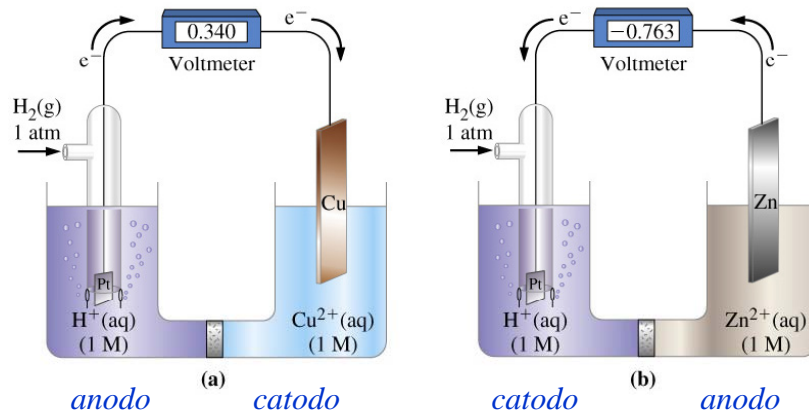 0.340
e⁻
e⁻
Voltmeter
H₂(g)
1 atm
Cu
Pt
H⁺(aq)
(1 M)
Cu²⁺(aq)
(1 M)
(a)
anodo
catodo
−0.763
e⁻
e⁻
Voltmeter
H₂(g)
1 atm
Zn
Pt
H⁺(aq)
(1 M)
Zn²⁺(aq)
(1 M)
(b)
catodo
anodo